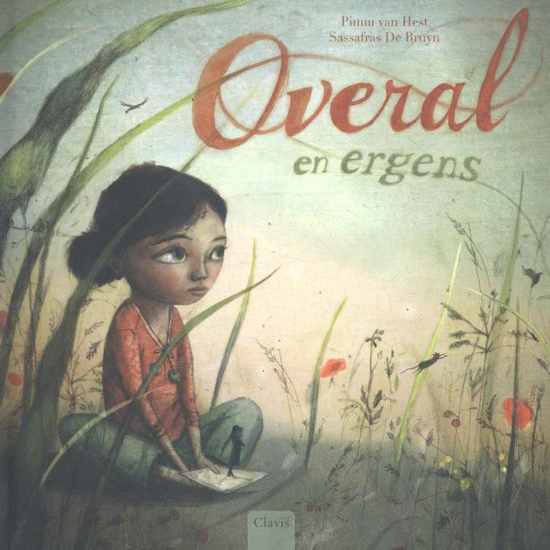 Pimm van Hest
Sassafras De Bruyn
Overal
en ergens
Clavis